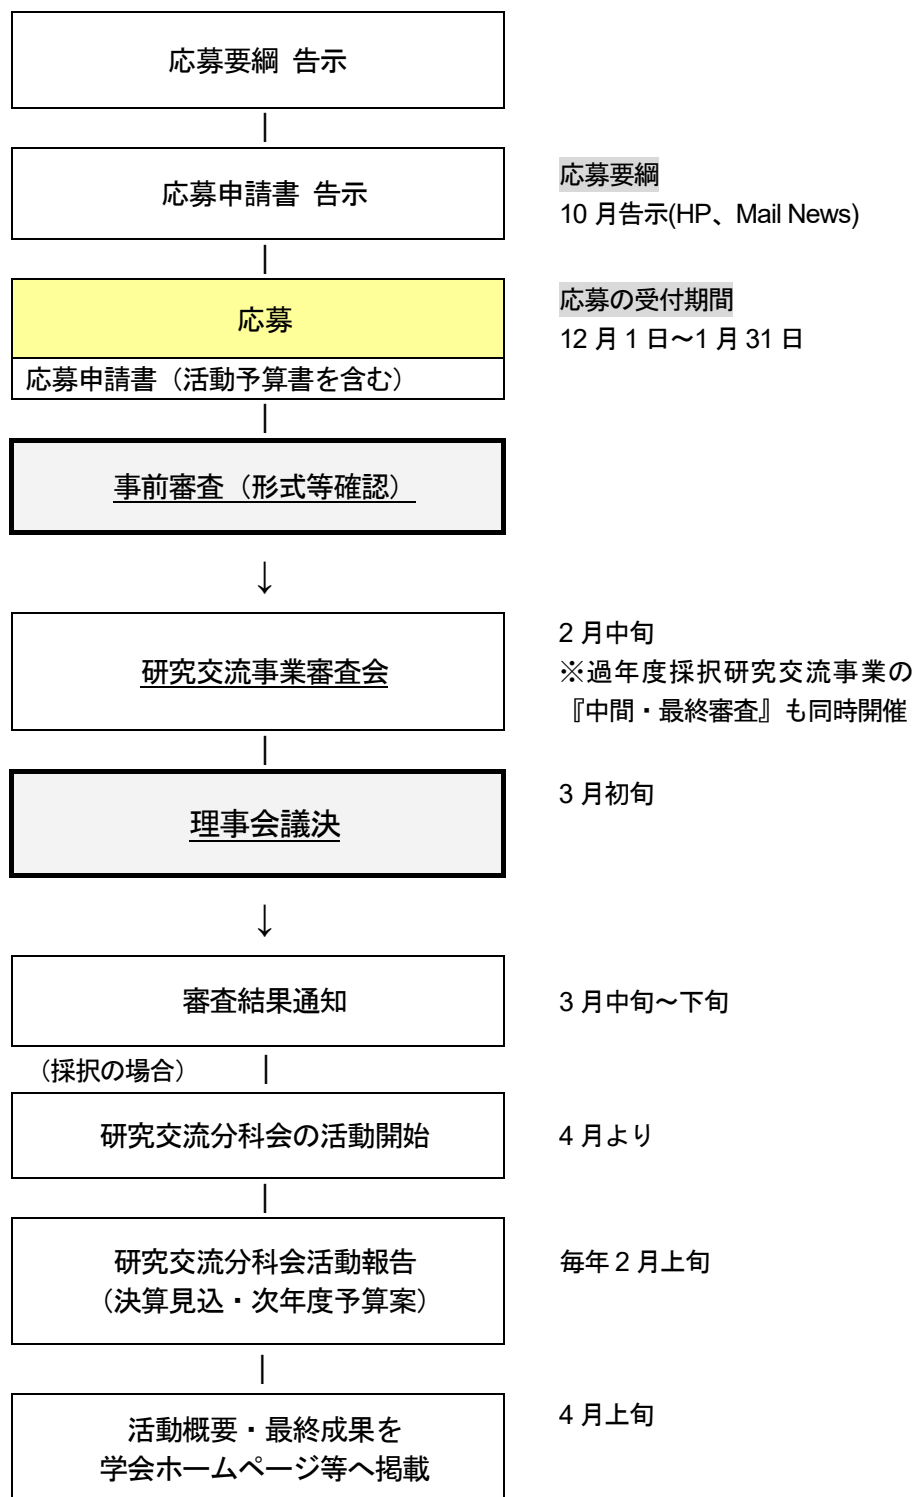 応募要綱 告示
応募申請書 告示
応募要綱
10 月告示(HP、Mail News)
応募
応募の受付期間
12 月 1 日～1 月 31 日
応募申請書（活動予算書を含む）
事前審査（形式等確認）
↓
研究交流事業審査会
2 月中旬
※過年度採択研究交流事業の
『中間・最終審査』も同時開催
理事会議決
3 月初旬
↓
審査結果通知
3 月中旬～下旬
（採択の場合）
研究交流分科会の活動開始
4 月より
研究交流分科会活動報告
（決算見込・次年度予算案）
毎年 2 月上旬
活動概要・最終成果を
学会ホームページ等へ掲載
4 月上旬